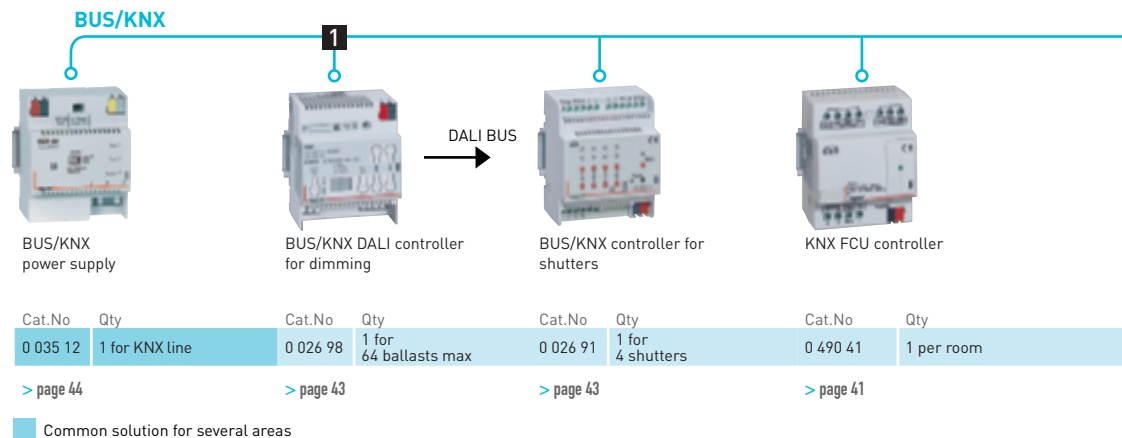 BUS/KNX
1
DALI BUS
BUS/KNX
power supply
BUS/KNX DALI controller
for dimming
BUS/KNX controller for
shutters
KNX FCU controller
Cat.No Qty
0 035 12 1 for KNX line
Cat.No Qty
0 026 98 1 for
64 ballasts max
Cat.No Qty
0 026 91 1 for
4 shutters
Cat.No Qty
0 490 41 1 per room
> page 44
> page 43
> page 43
> page 41
Common solution for several areas